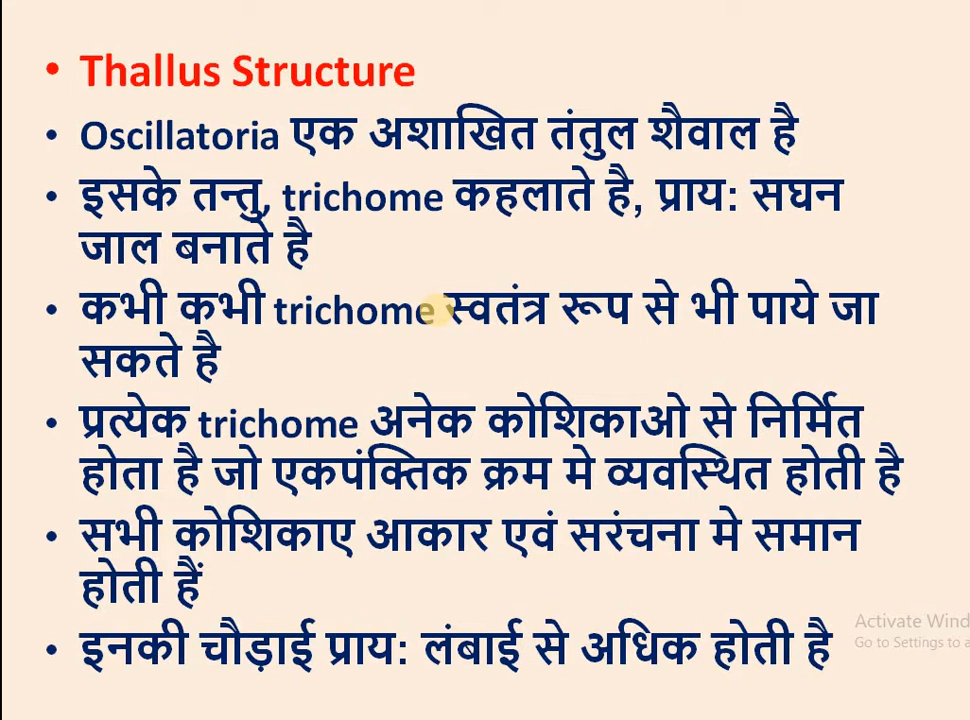 • Thallus Structure
• Oscillatoria एक अशाखित तंतुल शैवाल है
• इसके तन्तु, trichome कहलाते है, प्राय: सघन
जाल बनाते है
• कभी कभी trichome स्वतंत्र रूप से भी पाये जा
सकते है
• प्रत्येक trichome अनेक कोशिकाओ से निर्मित
होता है जो एकपंक्तिक क्रम मे व्यवस्थित होती है
• सभी कोशिकाए आकार एवं सरंचना मे समान
होती हैं
• इनकी चौड़ाई प्राय: लंबाई से अधिक होती है
Activate Wind
Go to Settings to a